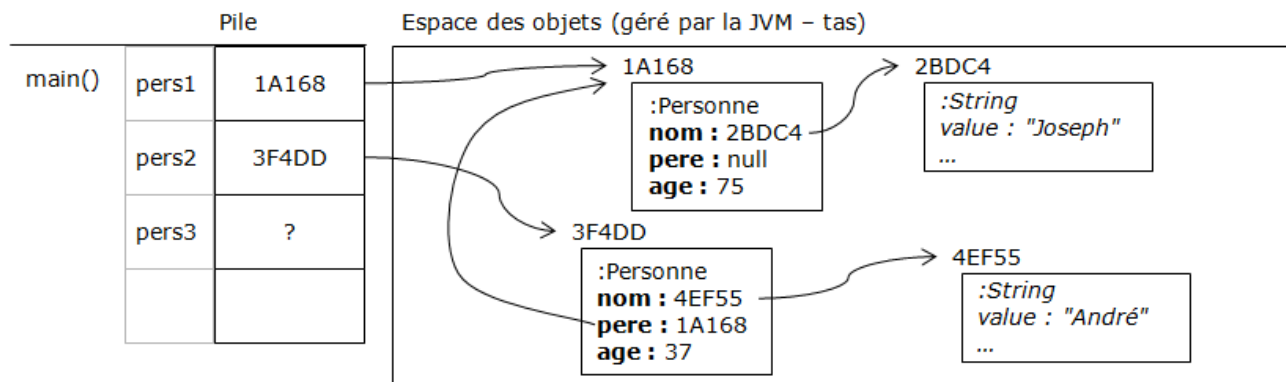 Pile
Espace des objets (géré par la JVM – tas)
main()
pers1
1A168
pers2
3F4DD
pers3
?
1A168
:Personne
nom : 2BDC4
pere : null
age : 75
2BDC4
:String
value : "Joseph"
...
3F4DD
:Personne
nom : 4EF55
pere : 1A168
age : 37
4EF55
:String
value : "André"
...